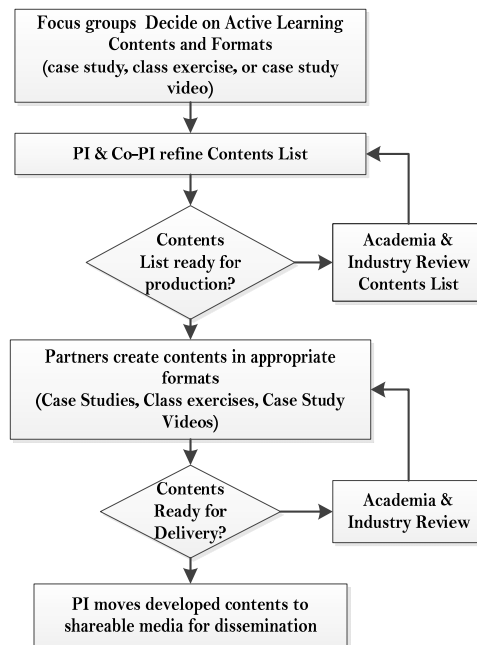 Focus groups Decide on Active Learning
Contents and Formats
(case study, class exercise, or case study
video)
PI & Co-PI refine Contents List
Contents
List ready for
production?
Academia &
Industry Review
Contents List
Partners create contents in appropriate
formats
(Case Studies, Class exercises, Case Study
Videos)
Contents
Ready for
Delivery?
Academia &
Industry Review
PI moves developed contents to
shareable media for dissemination